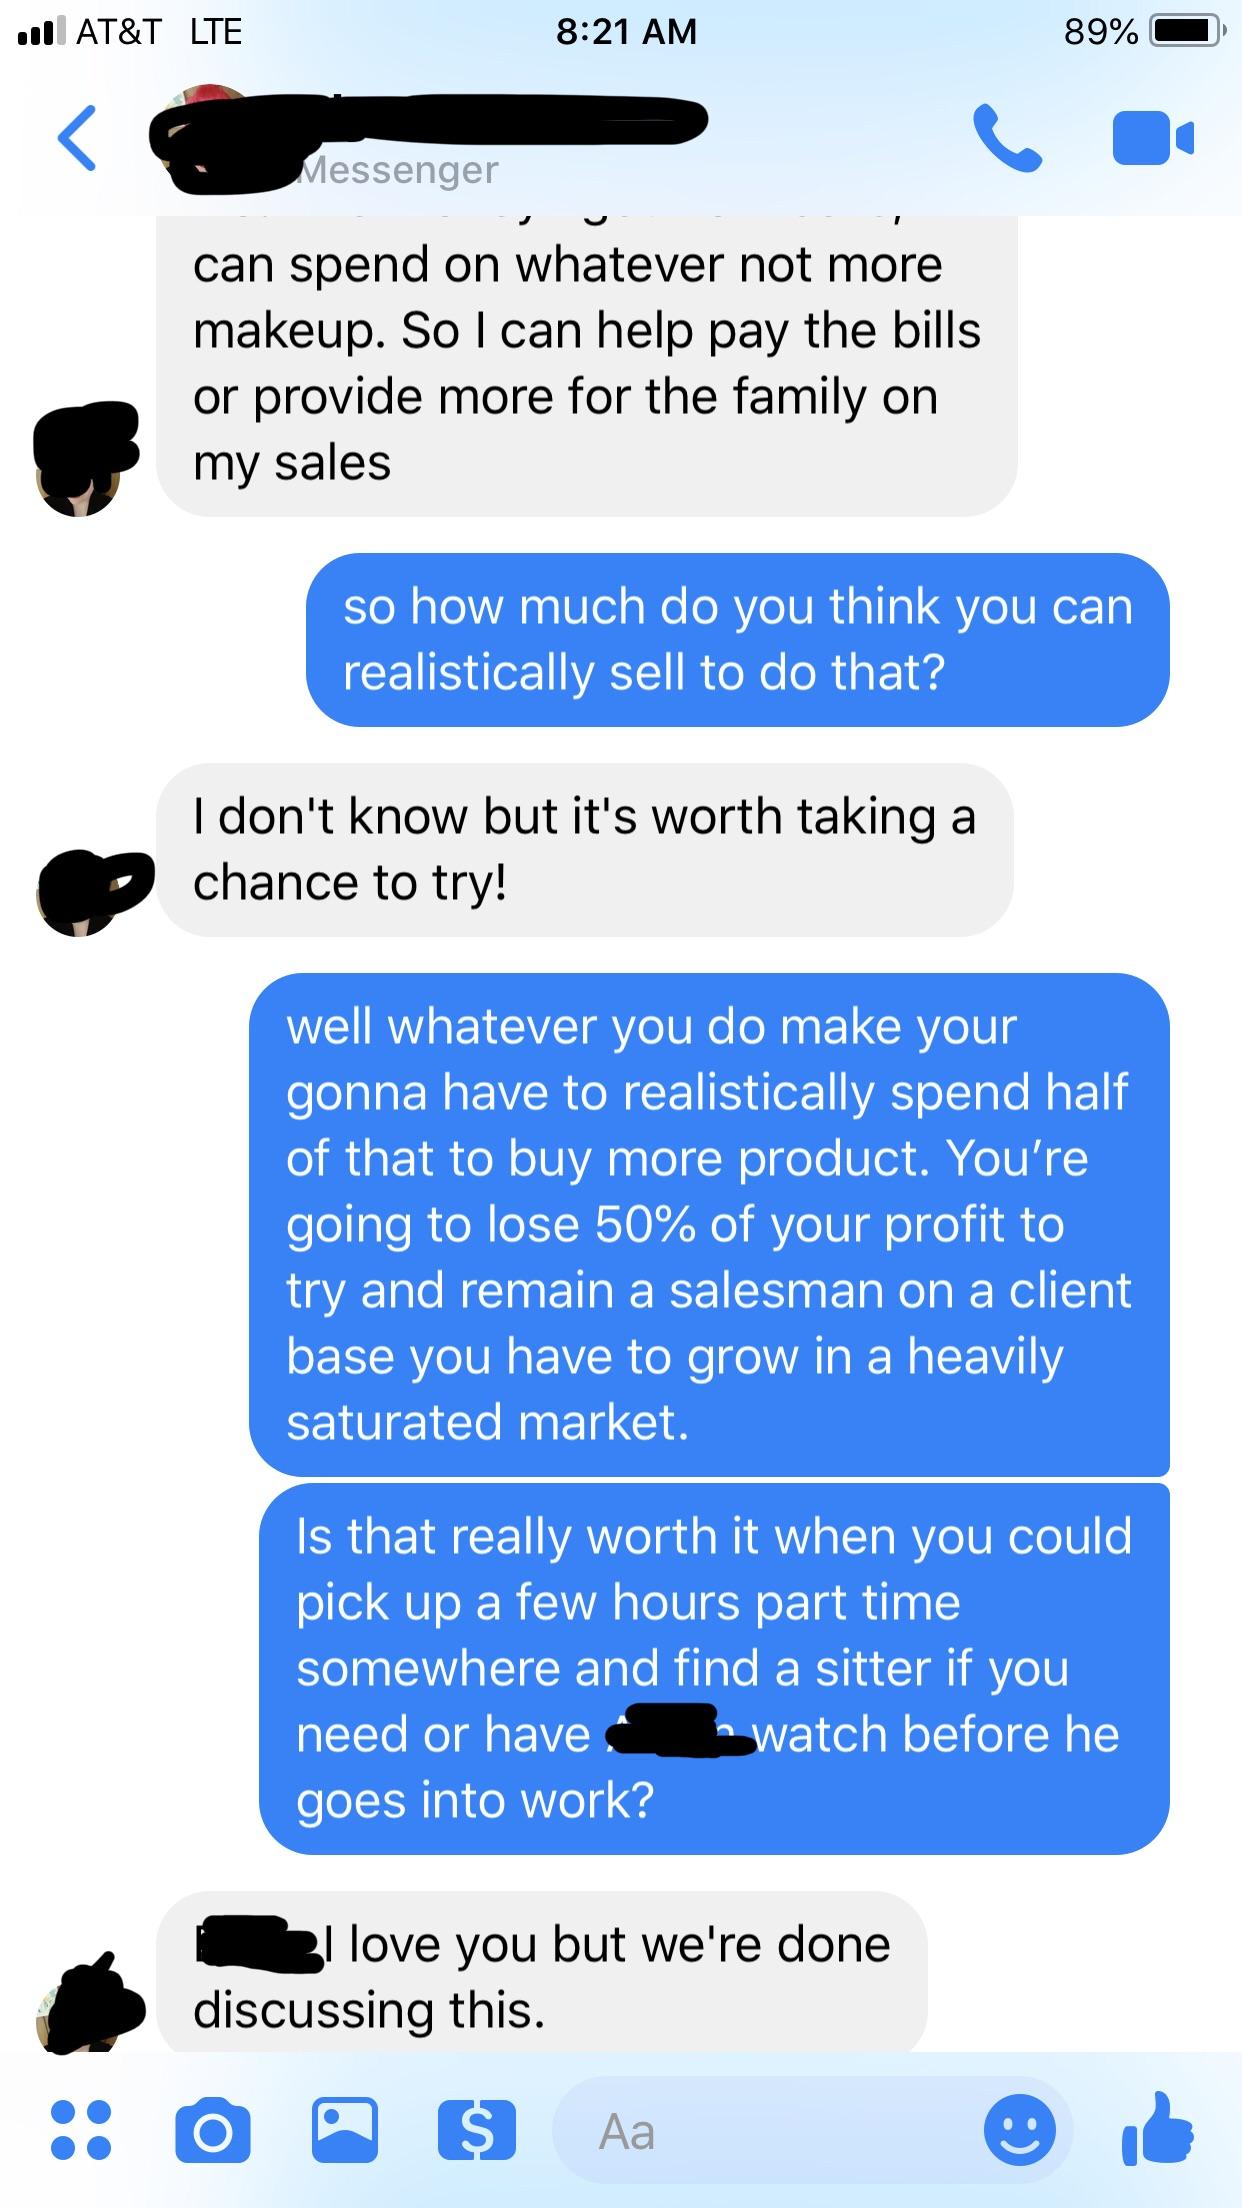 AT&T LTE 8:21 AM 89%
Messenger
can spend on whatever not more
makeup. So I can help pay the bills
or provide more for the family on
my sales
so how much do you think you can
realistically sell to do that?
I don't know but it's worth taking a
chance to try!
well whatever you do make your
gonna have to realistically spend half
of that to buy more product. You’re
going to lose 50% of your profit to
try and remain a salesman on a client
base you have to grow in a heavily
saturated market.
Is that really worth it when you could
pick up a few hours part time
somewhere and find a sitter if you
need or have watch before he
goes into work?
I love you but we're done
discussing this.
Aa